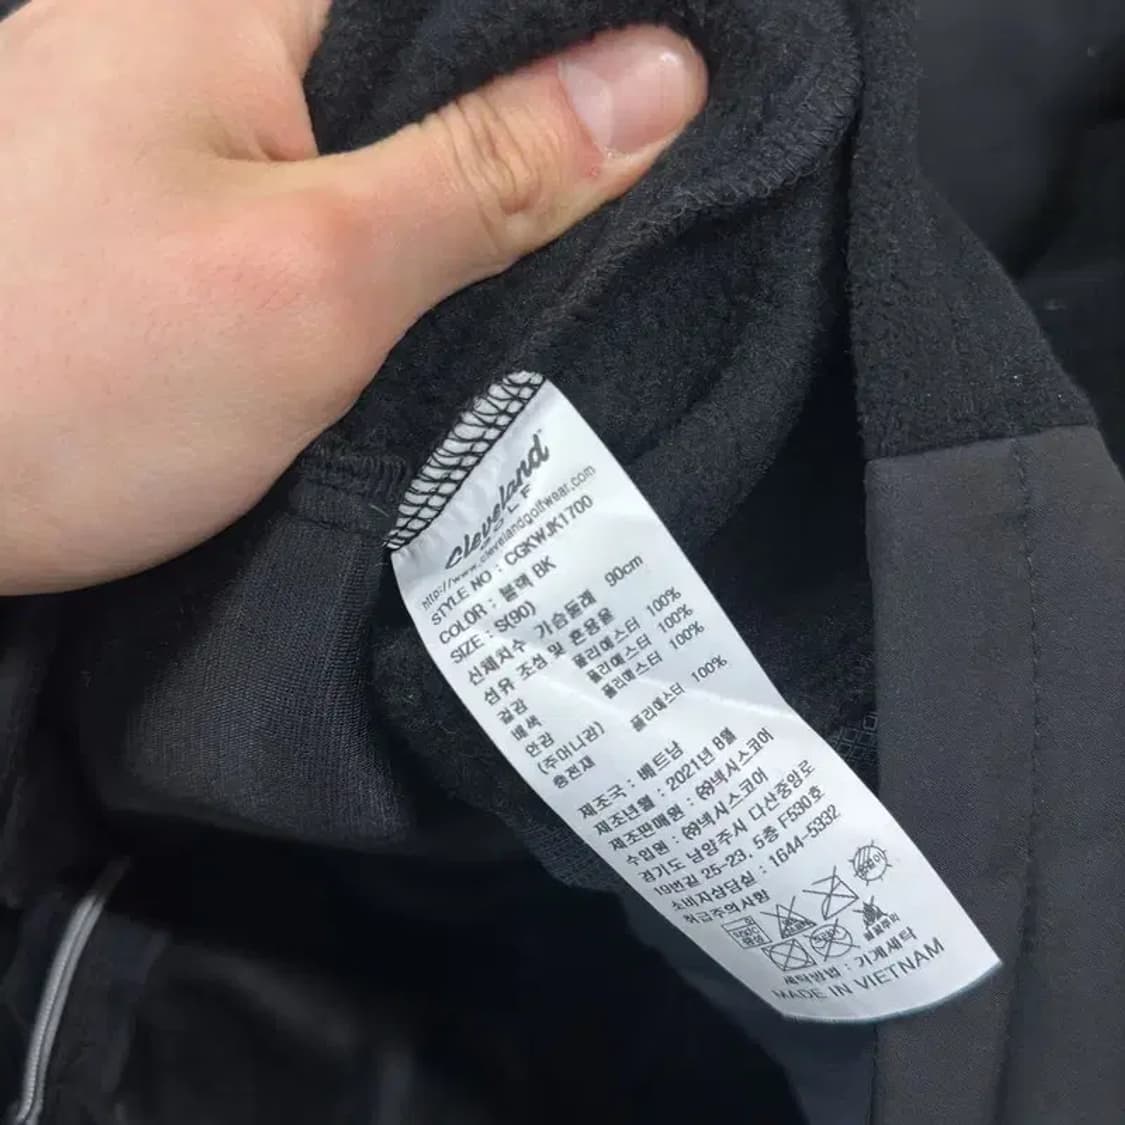 Cleveland
GOLF
http://www.clevelandgolfwear.com
STYLE NO : CGKWJK1700
COLOR : 블랙 BK
SIZE : S(90)
신체치수 가슴둘레 90cm
섬유 조성 및 혼용율
겉감 폴리에스터 100%
배색 폴리에스터 100%
안감 폴리에스터 100%
(주머니감)
충전재 폴리에스터 100%
제조국 : 베트남
제조년월 : 2021년 8월
제조판매원 : ㈜넥시스코어
수입원 : ㈜넥시스코어
경기도 남양주시 다산중앙로
19번길 25-23, 5층 F530호
소비자상담실 : 1644-5332
취급주의사항
세탁방법 : 기계세탁
MADE IN VIETNAM